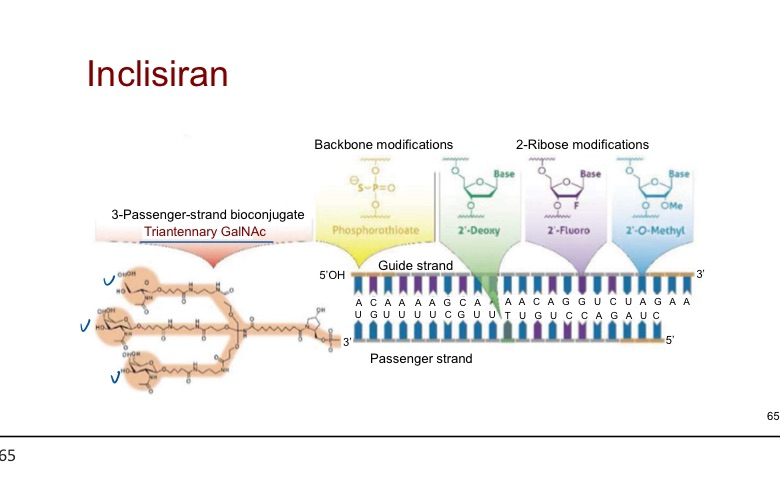 Inclisiran
Backbone modifications
2-Ribose modifications
3-Passenger-strand bioconjugate
Triantennary GalNAc
Phosphorothioate
Base
2'-Deoxy
Base
F
2'-Fluoro
Base
OMe
2'-O-Methyl
Guide strand
5'OH
3'
A C A A A A G C A A A A C A G G U C U A G A A
U G U U U U C G U U T U G U C C A G A U C
3'
5'
Passenger strand
65
65